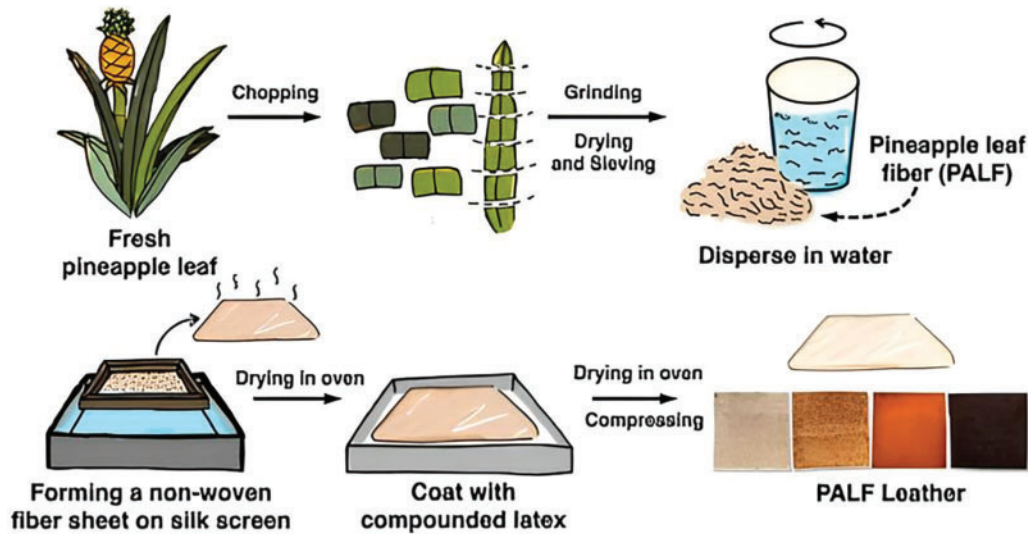 Chopping
Grinding
Drying
and Sieving
Pineapple leaf
fiber (PALF)
Fresh
pineapple leaf
Disperse in water
Drying in oven
Drying in oven
Compressing
Forming a non-woven
fiber sheet on silk screen
Coat with
compounded latex
PALF Leather